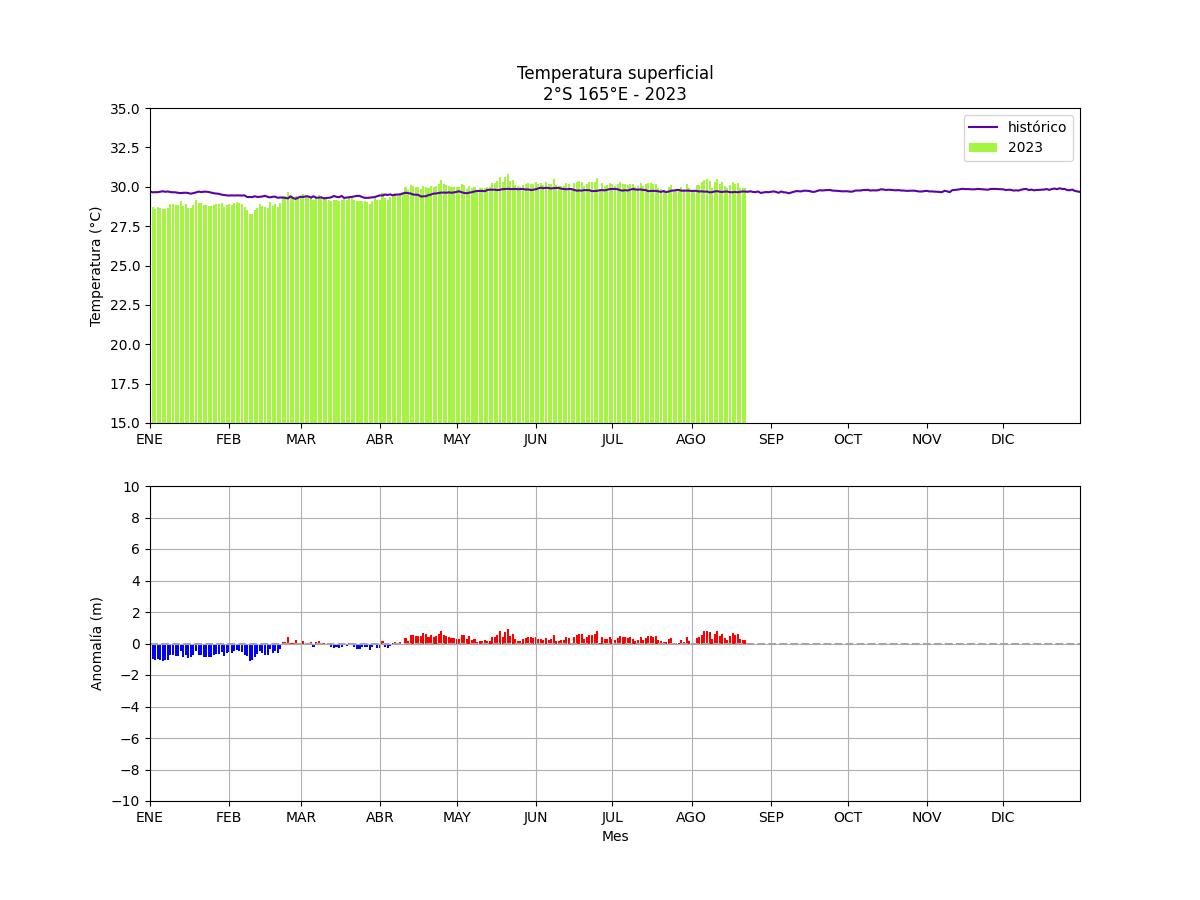 Temperatura superficial
2°S 165°E - 2023
35.0
32.5
30.0
27.5
25.0
22.5
20.0
17.5
15.0
Temperatura (°C)
histórico
2023
ENE FEB MAR ABR MAY JUN JUL AGO SEP OCT NOV DIC
10
8
6
4
2
0
−2
−4
−6
−8
−10
Anomalía (m)
ENE FEB MAR ABR MAY JUN JUL AGO SEP OCT NOV DIC
Mes